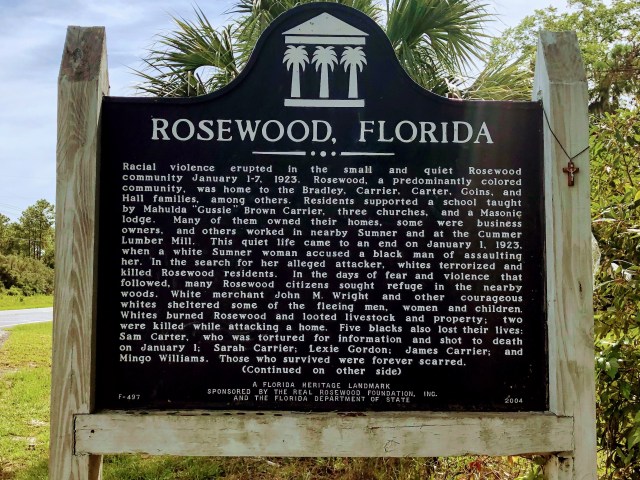 ROSEWOOD, FLORIDA
Racial violence erupted in the small and quiet Rosewood
community January 1-7, 1923. Rosewood, a predominantly colored
community, was home to the Bradley, Carrier, Carter, Goins, and
Hall families, among others. Residents supported a school taught
by Mahulda "Gussie" Brown Carrier, three churches, and a Masonic
lodge. Many of them owned their homes, some were business
owners, and others worked in nearby Sumner and at the Cummer
Lumber Mill. This quiet life came to an end on January 1, 1923,
when a white Sumner woman accused a black man of assaulting
her. In the search for her alleged attacker, whites terrorized and
killed Rosewood residents. In the days of fear and violence that
followed, many Rosewood citizens sought refuge in the nearby
woods. White merchant John M. Wright and other courageous
whites sheltered some of the fleeing men, women and children.
Whites burned Rosewood and looted livestock and property; two
were killed while attacking a home. Five blacks also lost their lives:
Sam Carter, who was tortured for information and shot to death
on January 1; Sarah Carrier; Lexie Gordon; James Carrier; and
Mingo Williams. Those who survived were forever scarred.
(Continued on other side)
A FLORIDA HERITAGE LANDMARK
SPONSORED BY THE REAL ROSEWOOD FOUNDATION, INC.
F-497 AND THE FLORIDA DEPARTMENT OF STATE 2004